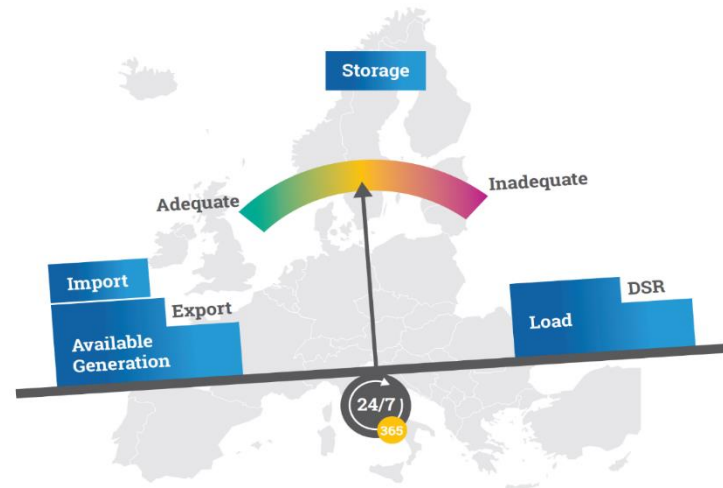 Storage
Adequate
Inadequate
Import
Export
Available
Generation
DSR
Load
24/7
365